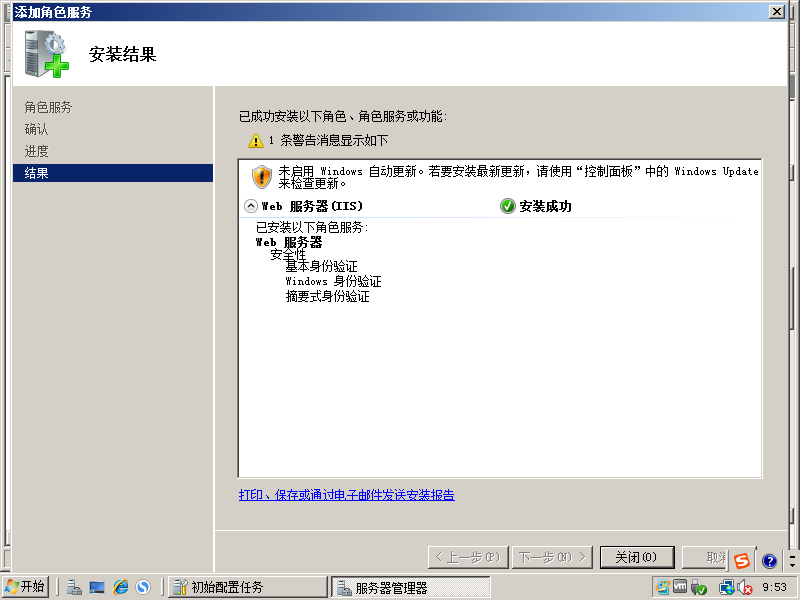 添加角色服务
安装结果
角色服务
确认
进度
结果
已成功安装以下角色、角色服务或功能:
1 条警告消息显示如下
未启用 Windows 自动更新。若要安装最新更新，请使用“控制面板”中的 Windows Update
来检查更新。
Web 服务器(IIS)
安装成功
已安装以下角色服务:
Web 服务器
安全性
基本身份验证
Windows 身份验证
摘要式身份验证
打印、保存或通过电子邮件发送安装报告
< 上一步(P)
下一步(N) >
关闭(O)
取消
开始
初始配置任务
服务器管理器
9:53